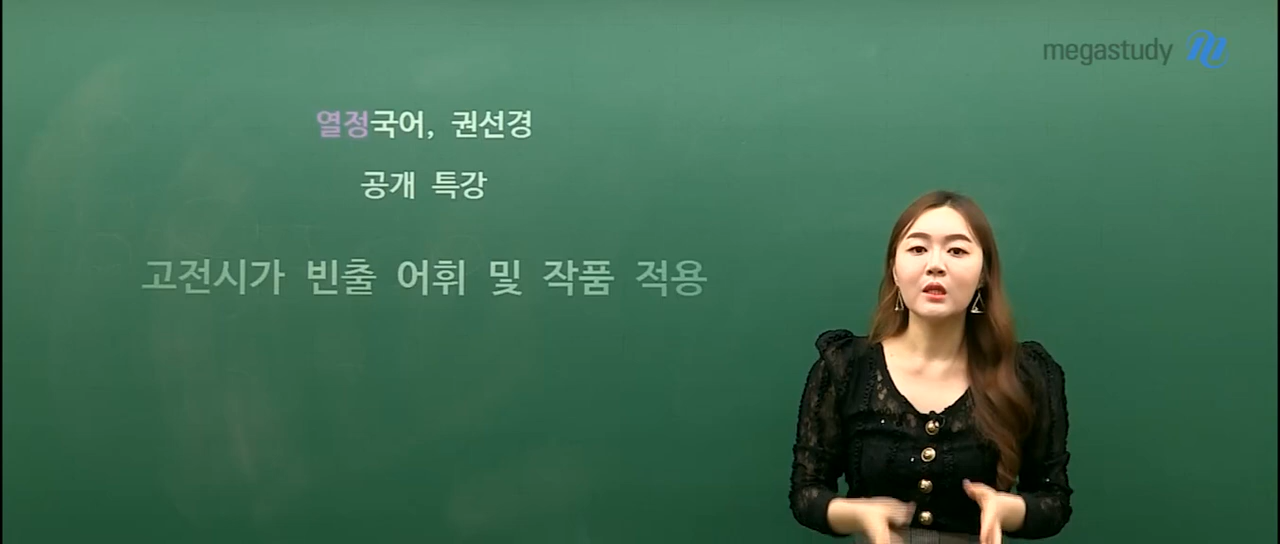 megastudy
열정국어, 권선경
공개 특강
고전시가 빈출 어휘 및 작품 적용